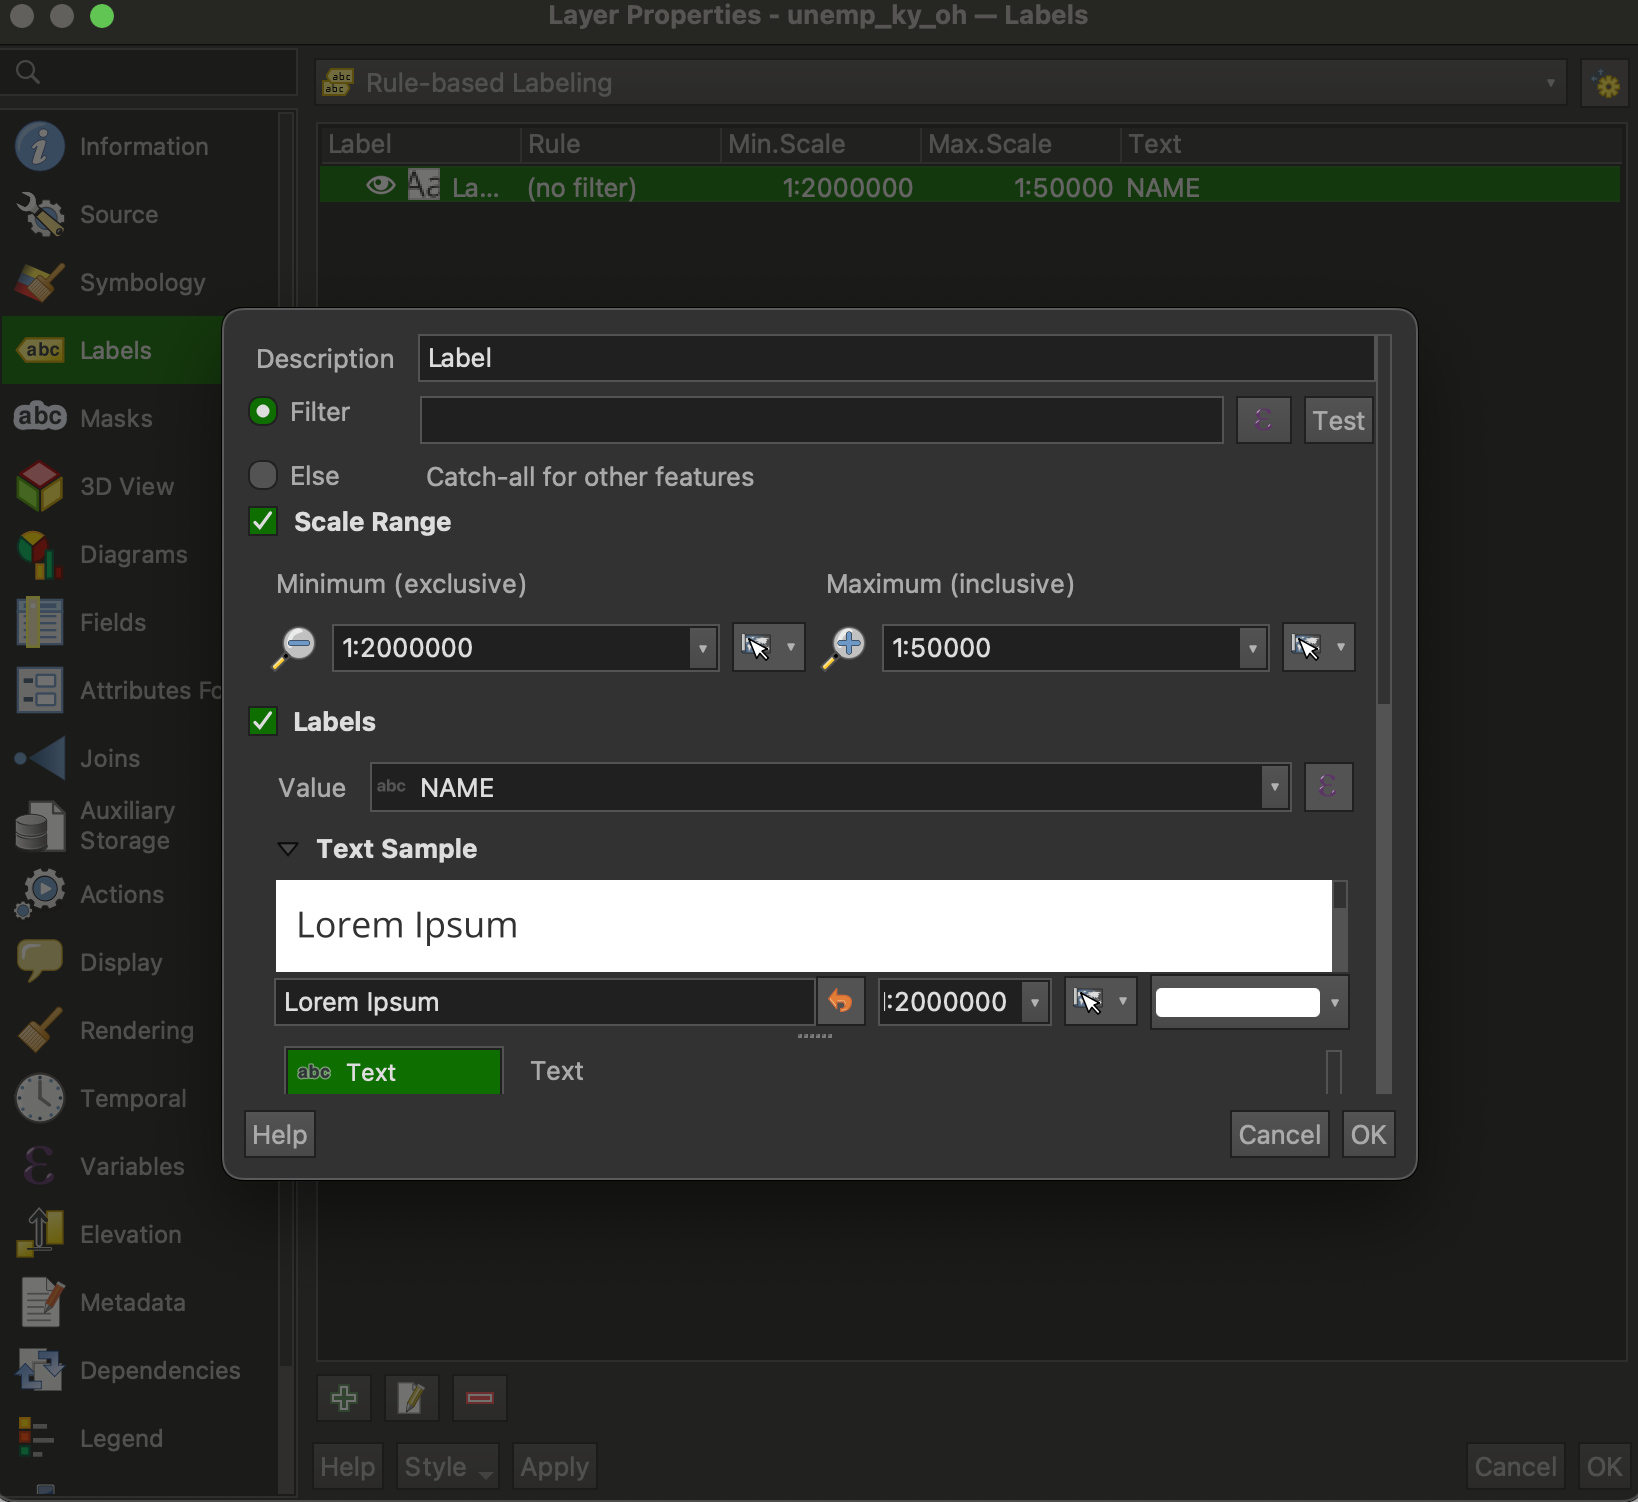 Layer Properties - unemp_ky_oh — Labels
Rule-based Labeling
Label Rule Min.Scale Max.Scale Text
La... (no filter) 1:2000000 1:50000 NAME
Information
Source
Symbology
Labels
Masks
3D View
Diagrams
Fields
Attributes Fo
Joins
Auxiliary
Storage
Actions
Display
Rendering
Temporal
Variables
Elevation
Metadata
Dependencies
Legend
Description Label
Filter
Test
Else Catch-all for other features
Scale Range
Minimum (exclusive) Maximum (inclusive)
1:2000000 1:50000
Labels
Value abc NAME
Text Sample
Lorem Ipsum
Lorem Ipsum :2000000
abc Text Text
Help Cancel OK
Help Style Apply Cancel OK